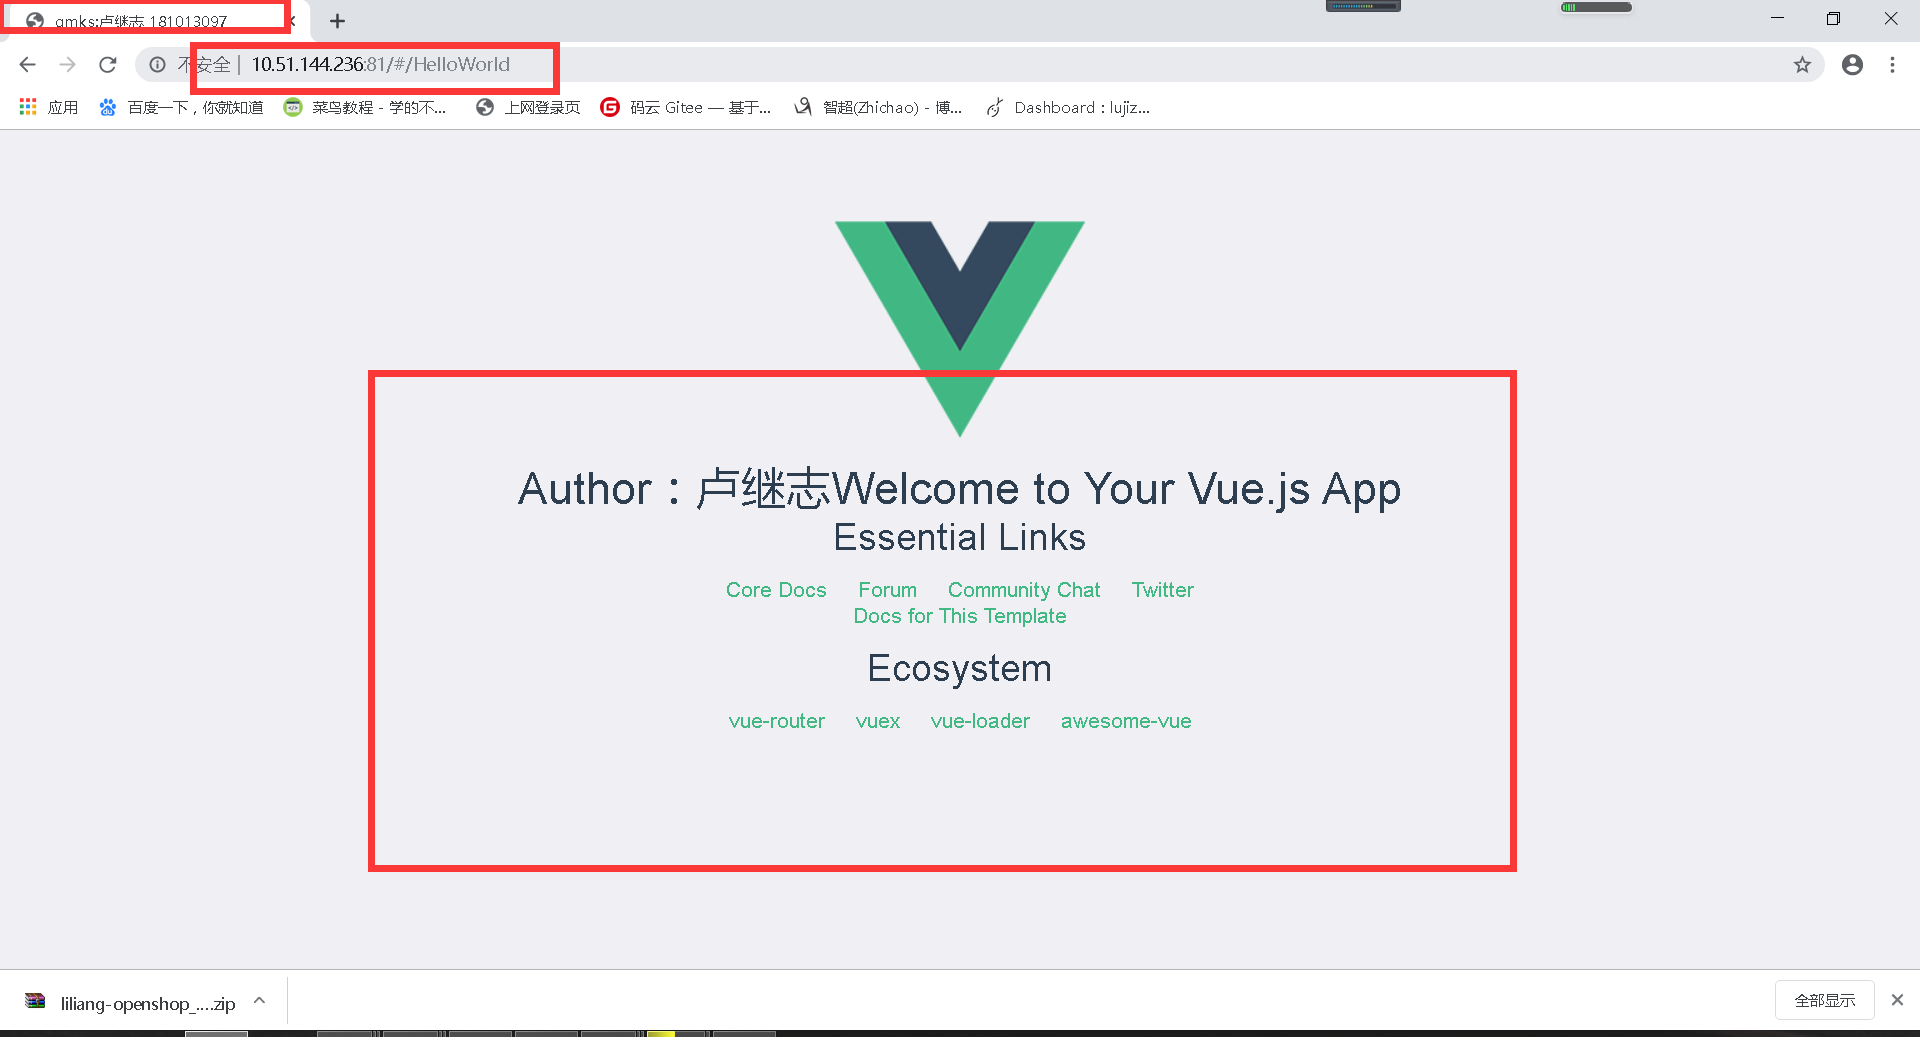 qmks:卢继志 181013097
不安全 | 10.51.144.236:81/#/HelloWorld
应用 百度一下，你就知道 菜鸟教程 - 学的不... 上网登录页 码云 Gitee — 基于... 智超(Zhichao) - 博... Dashboard : lujiz...
Author：卢继志Welcome to Your Vue.js App
Essential Links
Core Docs Forum Community Chat Twitter
Docs for This Template
Ecosystem
vue-router vuex vue-loader awesome-vue
liliang-openshop_....zip 全部显示